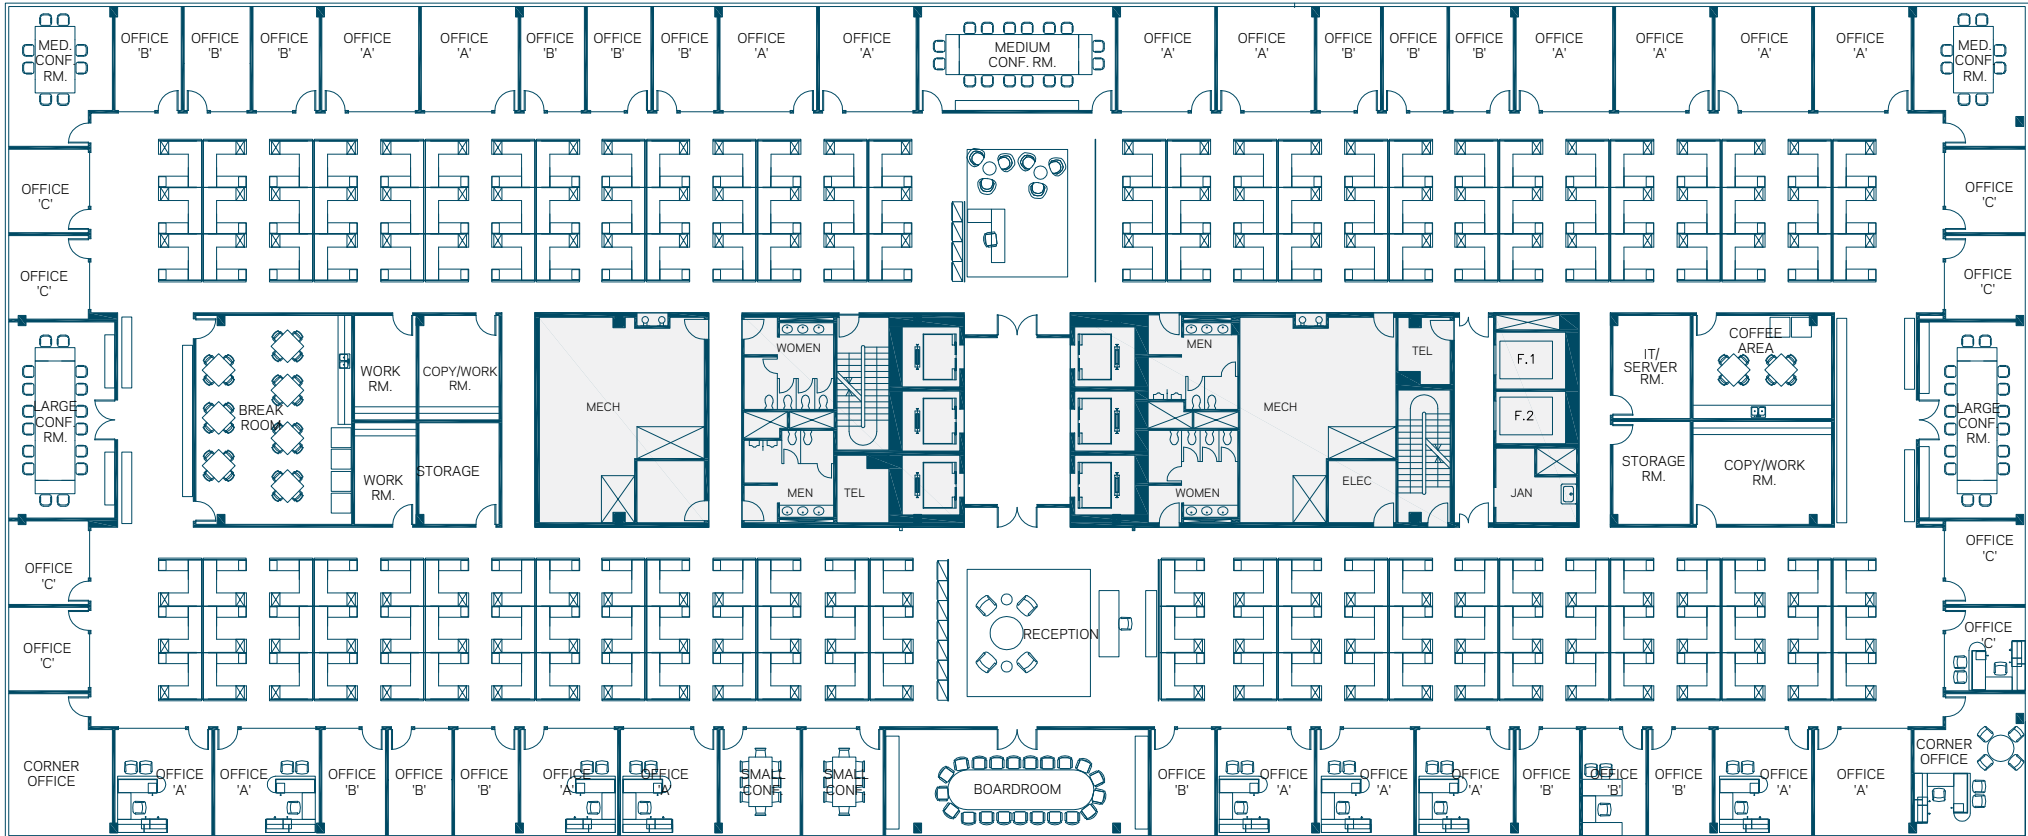 MED.
CONF.
RM.
OFFICE
'B'
OFFICE
'B'
OFFICE
'B'
OFFICE
'A'
OFFICE
'A'
OFFICE
'B'
OFFICE
'B'
OFFICE
'B'
OFFICE
'A'
OFFICE
'A'
MEDIUM
CONF. RM.
OFFICE
'A'
OFFICE
'A'
OFFICE
'B'
OFFICE
'B'
OFFICE
'B'
OFFICE
'A'
OFFICE
'A'
OFFICE
'A'
OFFICE
'A'
MED.
CONF.
RM.
OFFICE
'C'
OFFICE
'C'
OFFICE
'C'
OFFICE
'C'
LARGE
CONF.
RM.
BREAK
ROOM
WORK
RM.
COPY/WORK
RM.
WORK
RM.
STORAGE
MECH
WOMEN
MEN
TEL
MEN
WOMEN
MECH
ELEC
TEL
F.1
F.2
JAN
IT/
SERVER
RM.
COFFEE
AREA
STORAGE
RM.
COPY/WORK
RM.
LARGE
CONF.
RM.
OFFICE
'C'
OFFICE
'C'
OFFICE
'C'
OFFICE
'C'
RECEPTION
CORNER
OFFICE
OFFICE
'A'
OFFICE
'A'
OFFICE
'B'
OFFICE
'B'
OFFICE
'B'
OFFICE
'A'
OFFICE
'A'
SMALL
CONF.
SMALL
CONF.
BOARDROOM
OFFICE
'B'
OFFICE
'A'
OFFICE
'A'
OFFICE
'A'
OFFICE
'B'
OFFICE
'B'
OFFICE
'B'
OFFICE
'A'
OFFICE
'A'
CORNER
OFFICE